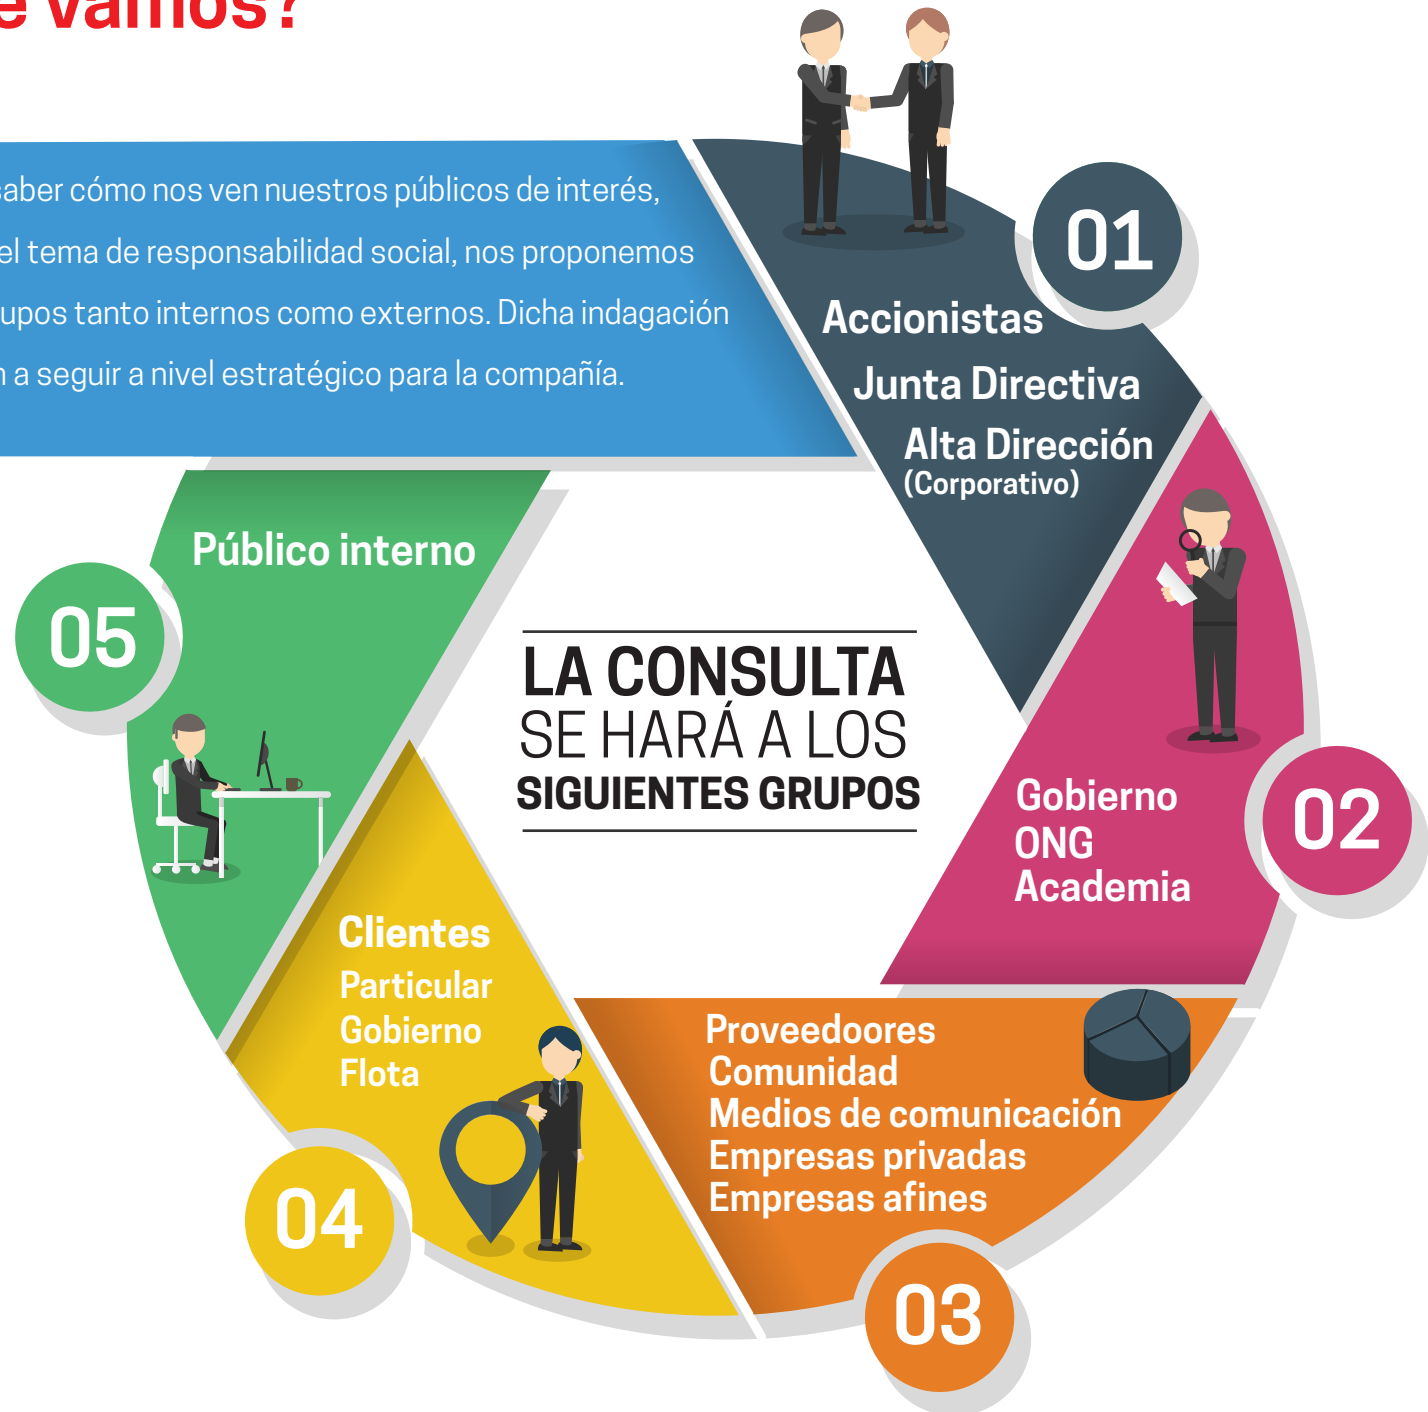 e vamos?
saber cómo nos ven nuestros públicos de interés,
el tema de responsabilidad social, nos proponemos
upos tanto internos como externos. Dicha indagación
n a seguir a nivel estratégico para la compañía.
01
Accionistas
Junta Directiva
Alta Dirección
(Corporativo)
02
Gobierno
ONG
Academia
LA CONSULTA
SE HARÁ A LOS
SIGUIENTES GRUPOS
03
Proveedoores
Comunidad
Medios de comunicación
Empresas privadas
Empresas afines
04
Clientes
Particular
Gobierno
Flota
05
Público interno